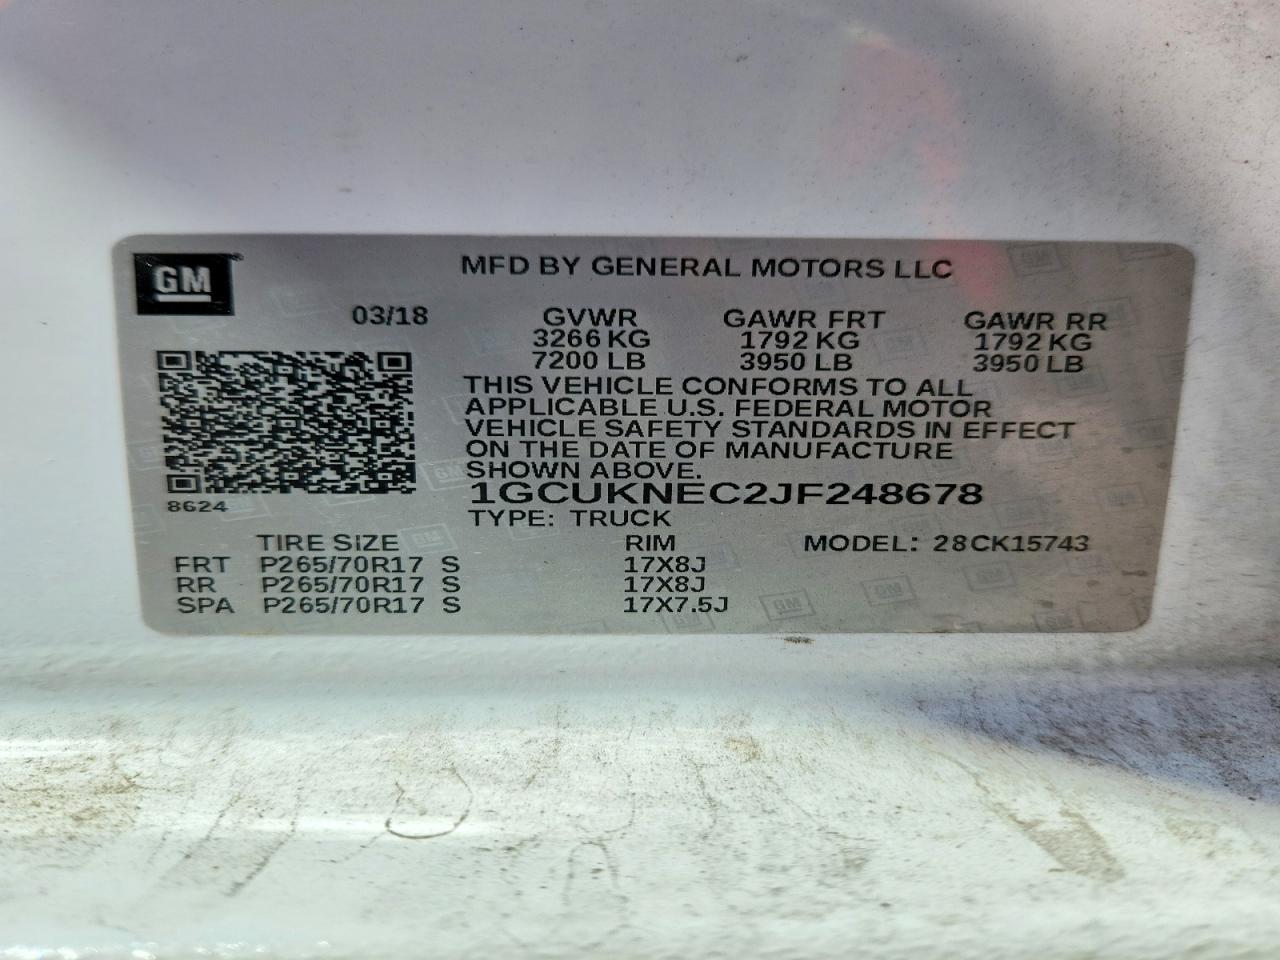 GM
MFD BY GENERAL MOTORS LLC
03/18 GVWR GAWR FRT GAWR RR
3266 KG 1792 KG 1792 KG
7200 LB 3950 LB 3950 LB
THIS VEHICLE CONFORMS TO ALL
APPLICABLE U.S. FEDERAL MOTOR
VEHICLE SAFETY STANDARDS IN EFFECT
ON THE DATE OF MANUFACTURE
SHOWN ABOVE.
1GCUKNEC2JF248678
8624
TYPE: TRUCK
TIRE SIZE RIM MODEL: 28CK15743
FRT P265/70R17 S 17X8J
RR P265/70R17 S 17X8J
SPA P265/70R17 S 17X7.5J